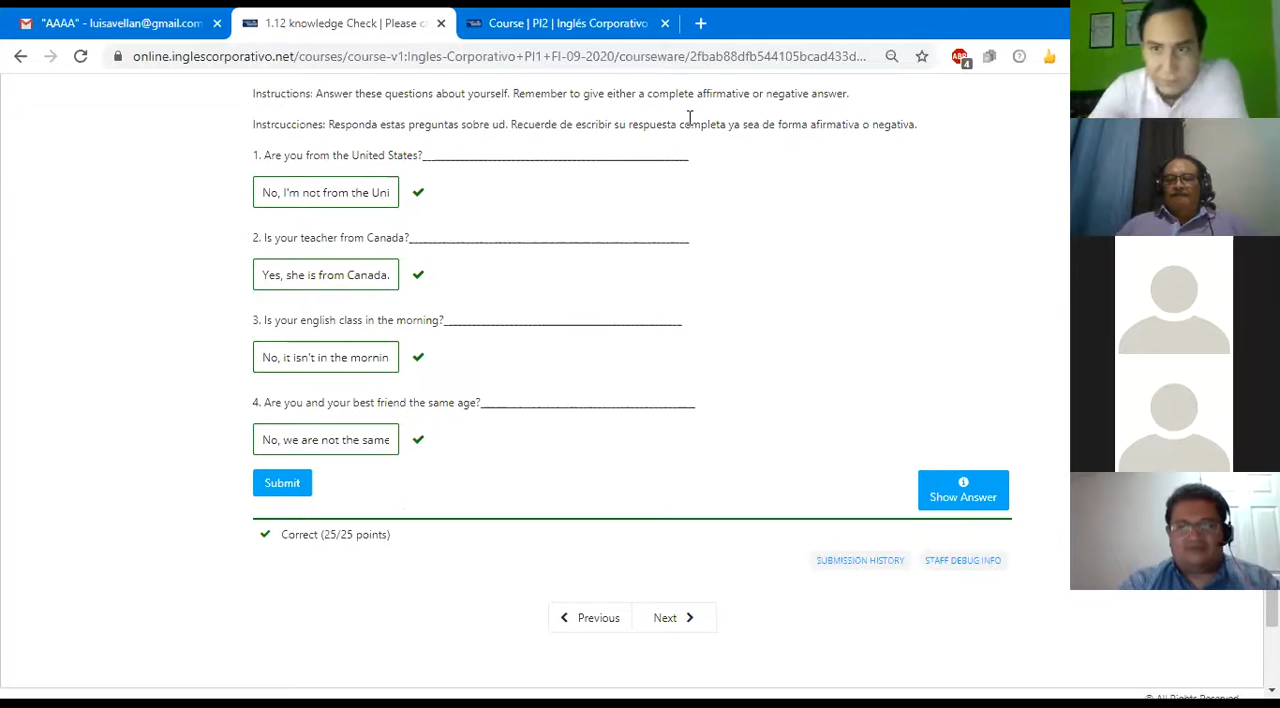 "AAAA" - luisavellan@gmail.com
1.12 knowledge Check | Please c
Course | PI2 | Inglés Corporativo
online.inglescorporativo.net/courses/course-v1:Ingles-Corporativo+PI1+FI-09-2020/courseware/2fbab88dfb544105bcad433d...
ABP
4
Instructions: Answer these questions about yourself. Remember to give either a complete affirmative or negative answer.
Instrcucciones: Responda estas preguntas sobre ud. Recuerde de escribir su respuesta completa ya sea de forma afirmativa o negativa.
1. Are you from the United States?
No, I'm not from the Uni
2. Is your teacher from Canada?
Yes, she is from Canada.
3. Is your english class in the morning?
No, it isn't in the mornin
4. Are you and your best friend the same age?
No, we are not the same
Submit
Show Answer
Correct (25/25 points)
SUBMISSION HISTORY STAFF DEBUG INFO
Previous Next
© All Rights Reserved